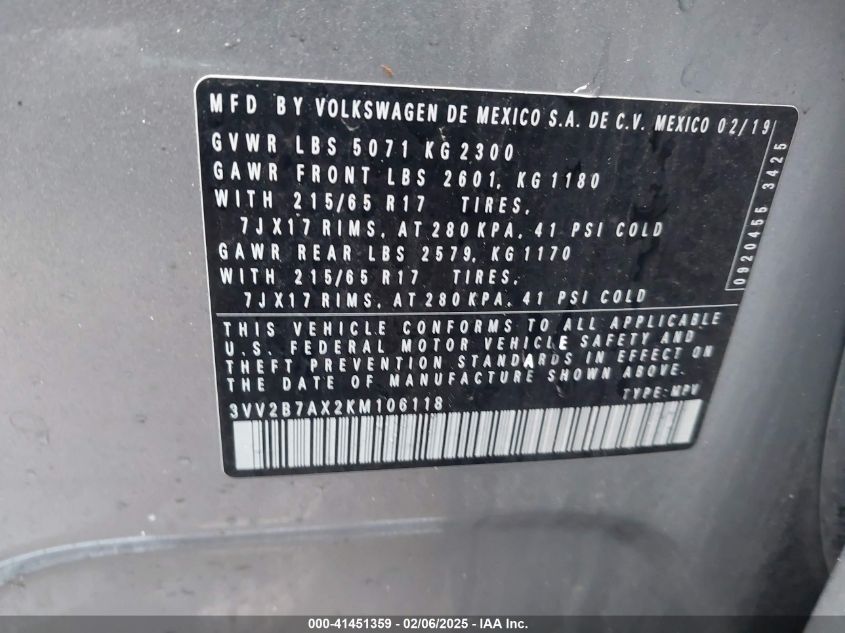 MFD BY VOLKSWAGEN DE MEXICO S.A. DE C.V. MEXICO 02/19
GVWR LBS 5071 KG 2300
GAWR FRONT LBS 2601, KG 1180
WITH 215/65 R17 TIRES,
7JX17 RIMS, AT 280 KPA, 41 PSI COLD
GAWR REAR LBS 2579, KG 1170
WITH 215/65 R17 TIRES,
7JX17 RIMS, AT 280 KPA, 41 PSI COLD
THIS VEHICLE CONFORMS TO ALL APPLICABLE
U.S. FEDERAL MOTOR VEHICLE SAFETY AND
THEFT PREVENTION STANDARDS IN EFFECT ON
THE DATE OF MANUFACTURE SHOWN ABOVE.
TYPE: MPV
3VV2B7AX2KM106118
0920455 3425
000-41451359 - 02/06/2025 - IAA Inc.